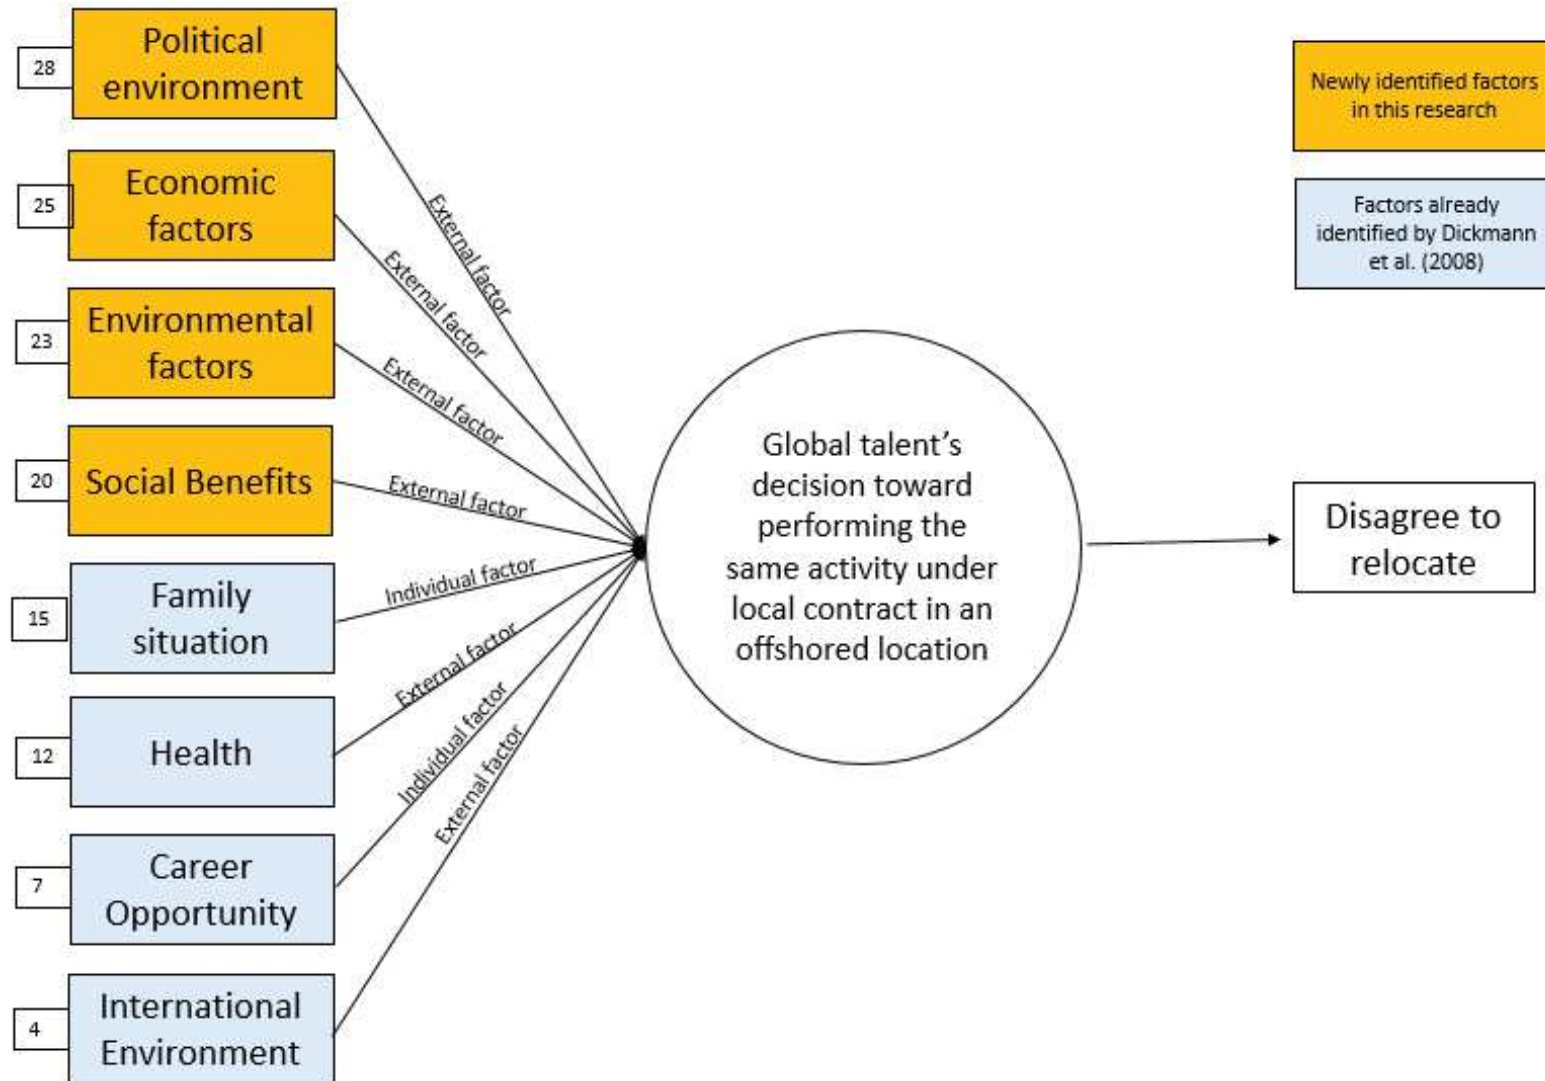 28
Political
environment
25
Economic
factors
23
Environmental
factors
20
Social Benefits
15
Family
situation
12
Health
7
Career
Opportunity
4
International
Environment
External factor
External factor
External factor
External factor
Individual factor
External factor
Individual factor
External factor
Global talent’s
decision toward
performing the
same activity under
local contract in an
offshored location
Disagree to
relocate
Newly identified factors
in this research
Factors already
identified by Dickmann
et al. (2008)